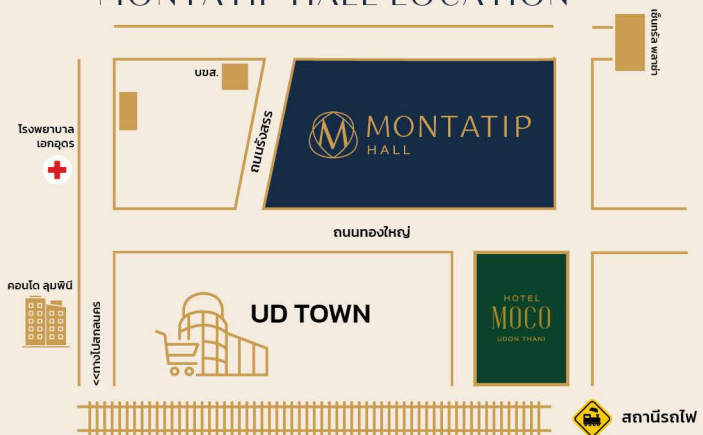 MONTATIP HALL LOCATION
เซ็นทรัล พลาซ่า
บขส.
โรงพยาบาล
เอกอุดร
ถนนรังสรร
MONTATIP
HALL
ถนนทองใหญ่
คอนโด ลุมพินี
<<ทางไปสกลนคร
UD TOWN
HOTEL
MOCO
UDON THANI
สถานีรถไฟ